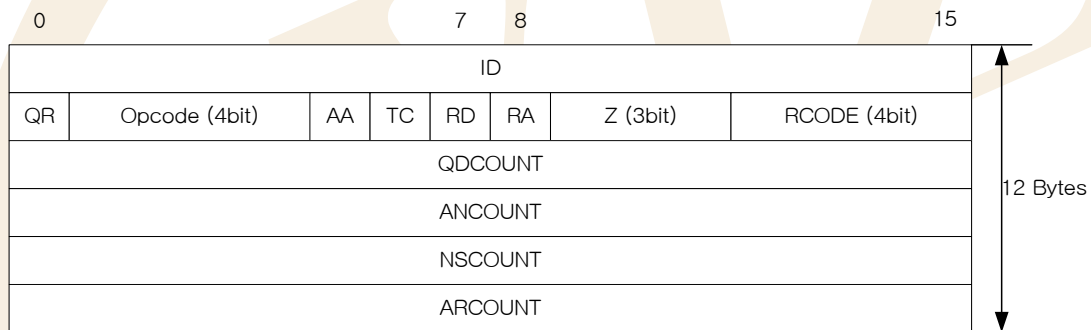 0 7 8 15
ID
QR Opcode (4bit) AA TC RD RA Z (3bit) RCODE (4bit)
QDCOUNT
ANCOUNT
12 Bytes
NSCOUNT
ARCOUNT